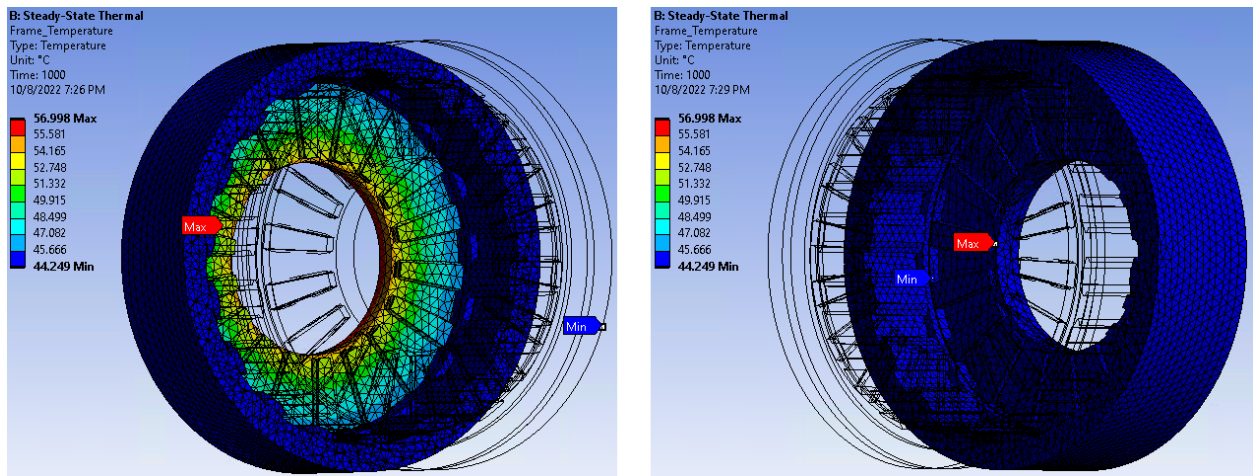 B: Steady-State Thermal
Frame_Temperature
Type: Temperature
Unit: °C
Time: 1000
10/8/2022 7:26 PM
56.998 Max
55.581
54.165
52.748
51.332
49.915
48.499
47.082
45.666
44.249 Min
Max
Min
B: Steady-State Thermal
Frame_Temperature
Type: Temperature
Unit: °C
Time: 1000
10/8/2022 7:29 PM
56.998 Max
55.581
54.165
52.748
51.332
49.915
48.499
47.082
45.666
44.249 Min
Max
Min